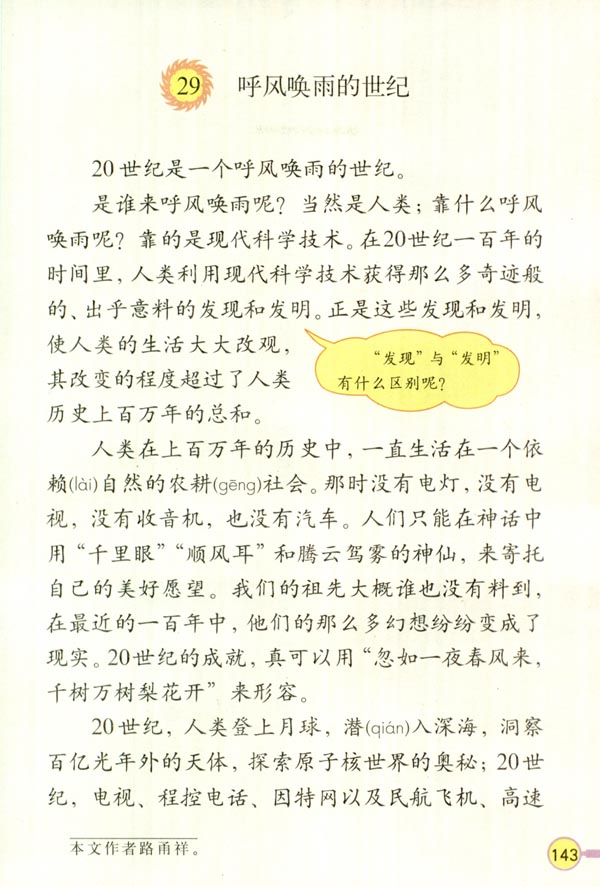 29 呼风唤雨的世纪
20世纪是一个呼风唤雨的世纪。
是谁来呼风唤雨呢？当然是人类；靠什么呼风
唤雨呢？靠的是现代科学技术。在20世纪一百年的
时间里，人类利用现代科学技术获得那么多奇迹般
的、出乎意料的发现和发明。正是这些发现和发明，
使人类的生活大大改观，
其改变的程度超过了人类
历史上百万年的总和。
“发现”与“发明”
有什么区别呢？
人类在上百万年的历史中，一直生活在一个依
赖(lài)自然的农耕(gēng)社会。那时没有电灯，没有电
视，没有收音机，也没有汽车。人们只能在神话中
用“千里眼”“顺风耳”和腾云驾雾的神仙，来寄托
自己的美好愿望。我们的祖先大概谁也没有料到，
在最近的一百年中，他们的那么多幻想纷纷变成了
现实。20世纪的成就，真可以用“忽如一夜春风来，
千树万树梨花开”来形容。
20世纪，人类登上月球，潜(qián)入深海，洞察
百亿光年外的天体，探索原子核世界的奥秘；20世
纪，电视、程控电话、因特网以及民航飞机、高速
本文作者路甬祥。
143